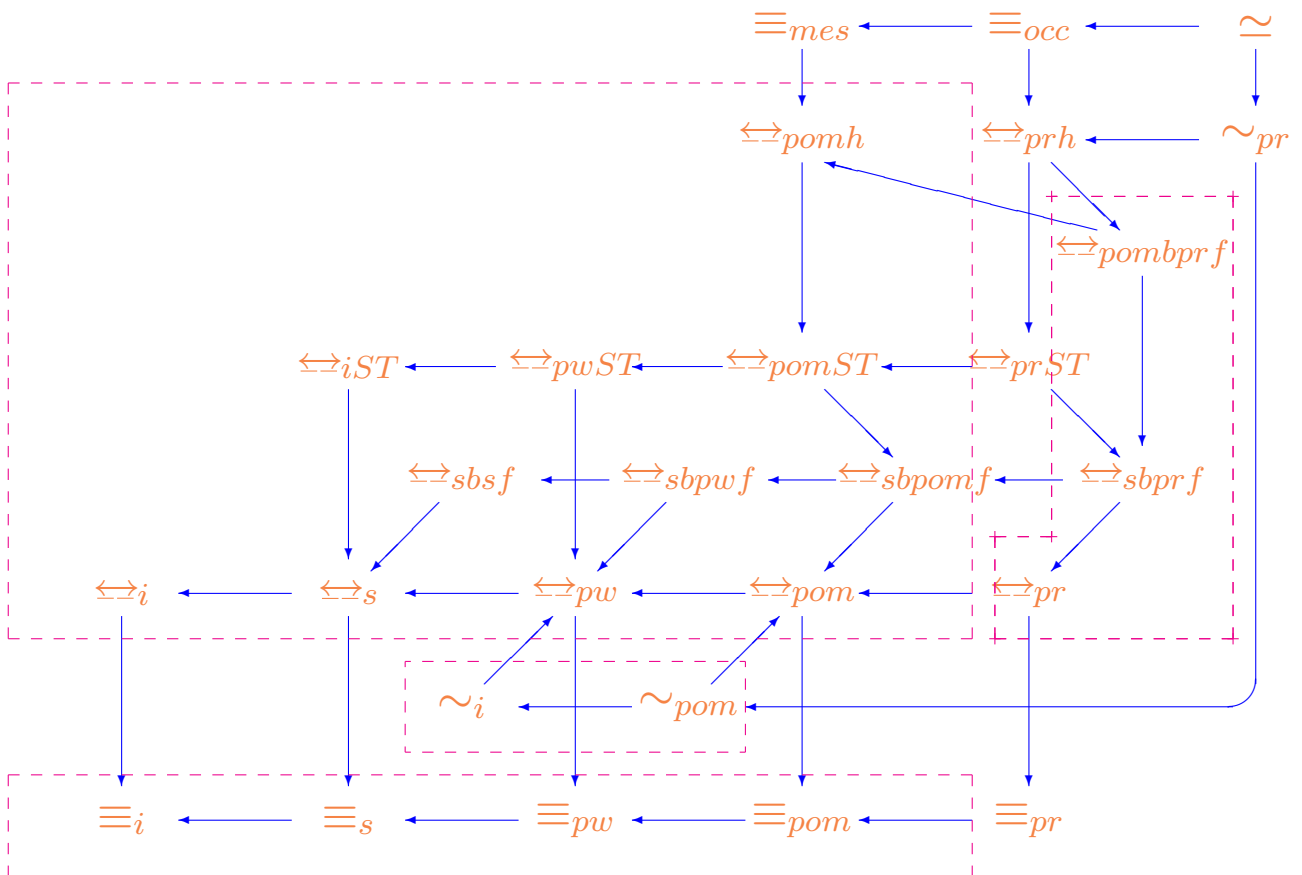 ≡mes ≡occ ≃
↔pomh ↔prh ∼pr
↔pombprf
↔iST ↔pwST ↔pomST ↔prST
↔sbsf ↔sbpwf ↔sbpomf ↔sbprf
↔i ↔s ↔pw ↔pom ↔pr
∼i ∼pom
≡i ≡s ≡pw ≡pom ≡pr